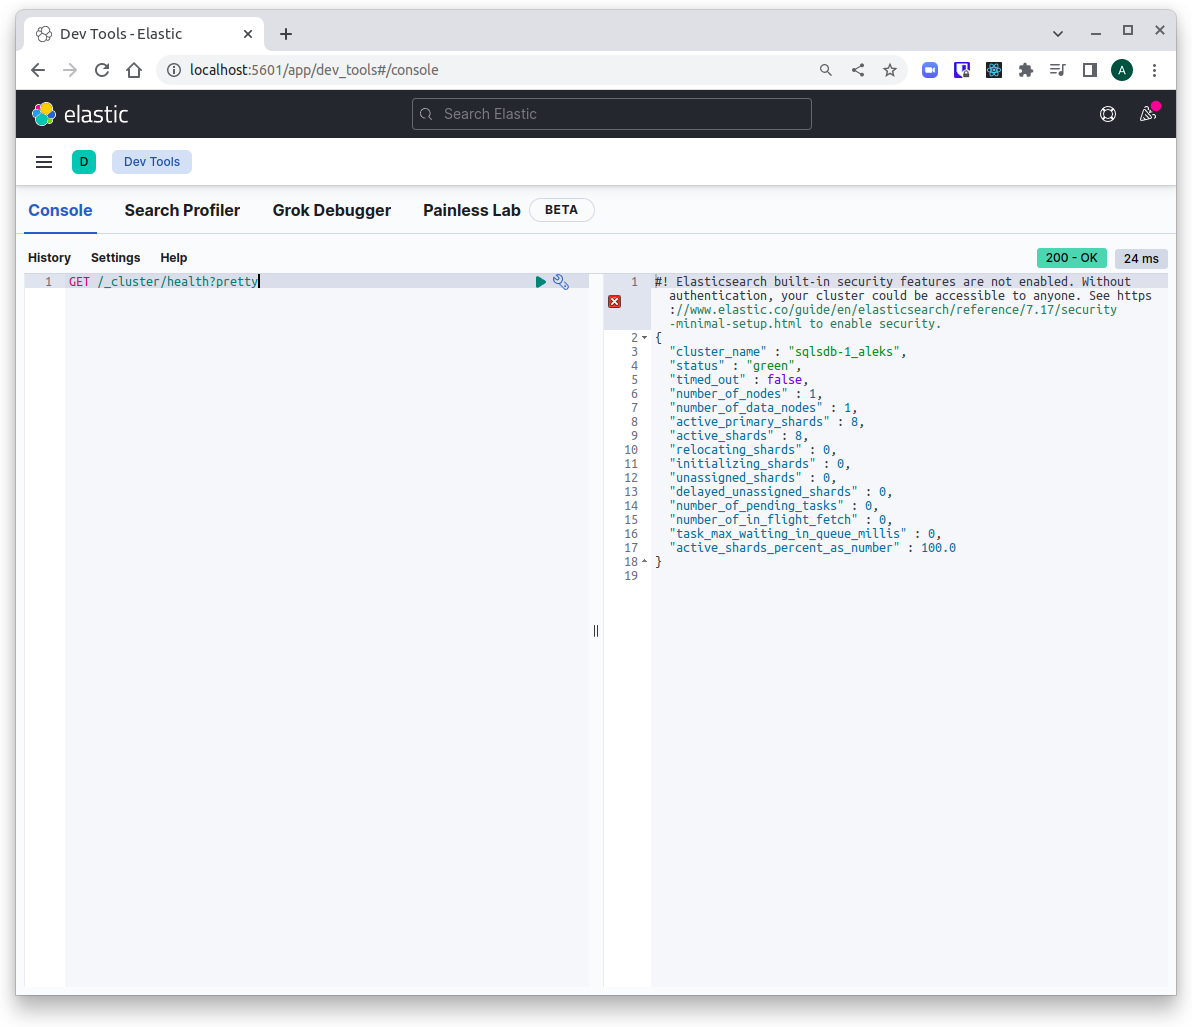 Dev Tools - Elastic
localhost:5601/app/dev_tools#/console
A
elastic
Search Elastic
D
Dev Tools
Console
Search Profiler
Grok Debugger
Painless Lab
BETA
History
Settings
Help
200 - OK
24 ms
1
GET /_cluster/health?pretty
1 #! Elasticsearch built-in security features are not enabled. Without
authentication, your cluster could be accessible to anyone. See https
://www.elastic.co/guide/en/elasticsearch/reference/7.17/security
-minimal-setup.html to enable security.
2 {
3 "cluster_name" : "sqlsdb-1_aleks",
4 "status" : "green",
5 "timed_out" : false,
6 "number_of_nodes" : 1,
7 "number_of_data_nodes" : 1,
8 "active_primary_shards" : 8,
9 "active_shards" : 8,
10 "relocating_shards" : 0,
11 "initializing_shards" : 0,
12 "unassigned_shards" : 0,
13 "delayed_unassigned_shards" : 0,
14 "number_of_pending_tasks" : 0,
15 "number_of_in_flight_fetch" : 0,
16 "task_max_waiting_in_queue_millis" : 0,
17 "active_shards_percent_as_number" : 100.0
18 }
19